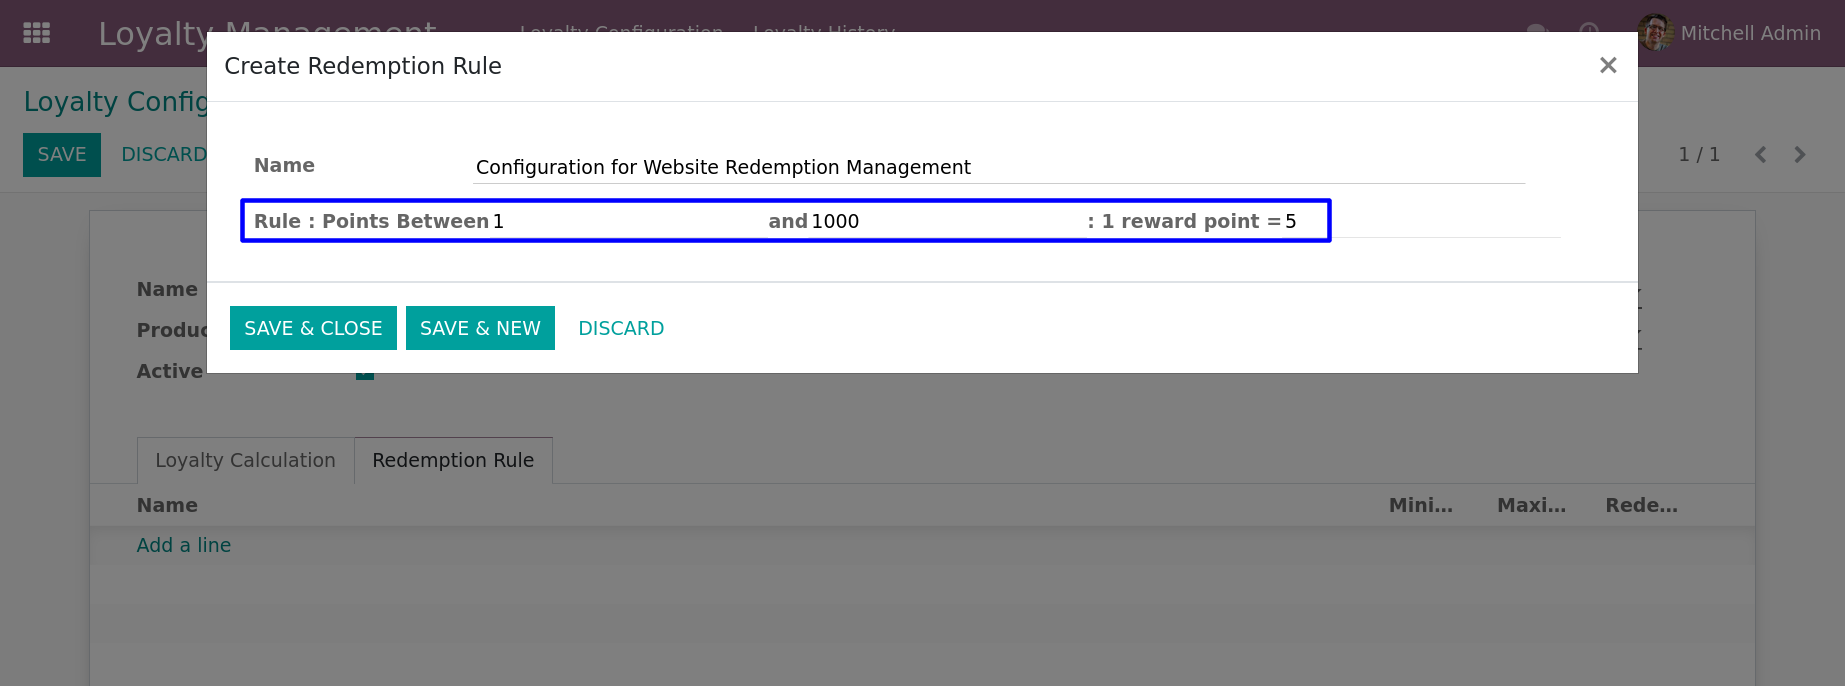 Loyalty Management Loyalty Configuration Loyalty History Mitchell Admin
Create Redemption Rule ×
Loyalty Config
SAVE DISCARD 1 / 1
Name Configuration for Website Redemption Management
Rule : Points Between 1 and 1000 : 1 reward point = 5
Name
Produc
SAVE & CLOSE SAVE & NEW DISCARD
Active
Loyalty Calculation Redemption Rule
Name Mini... Maxi... Rede...
Add a line